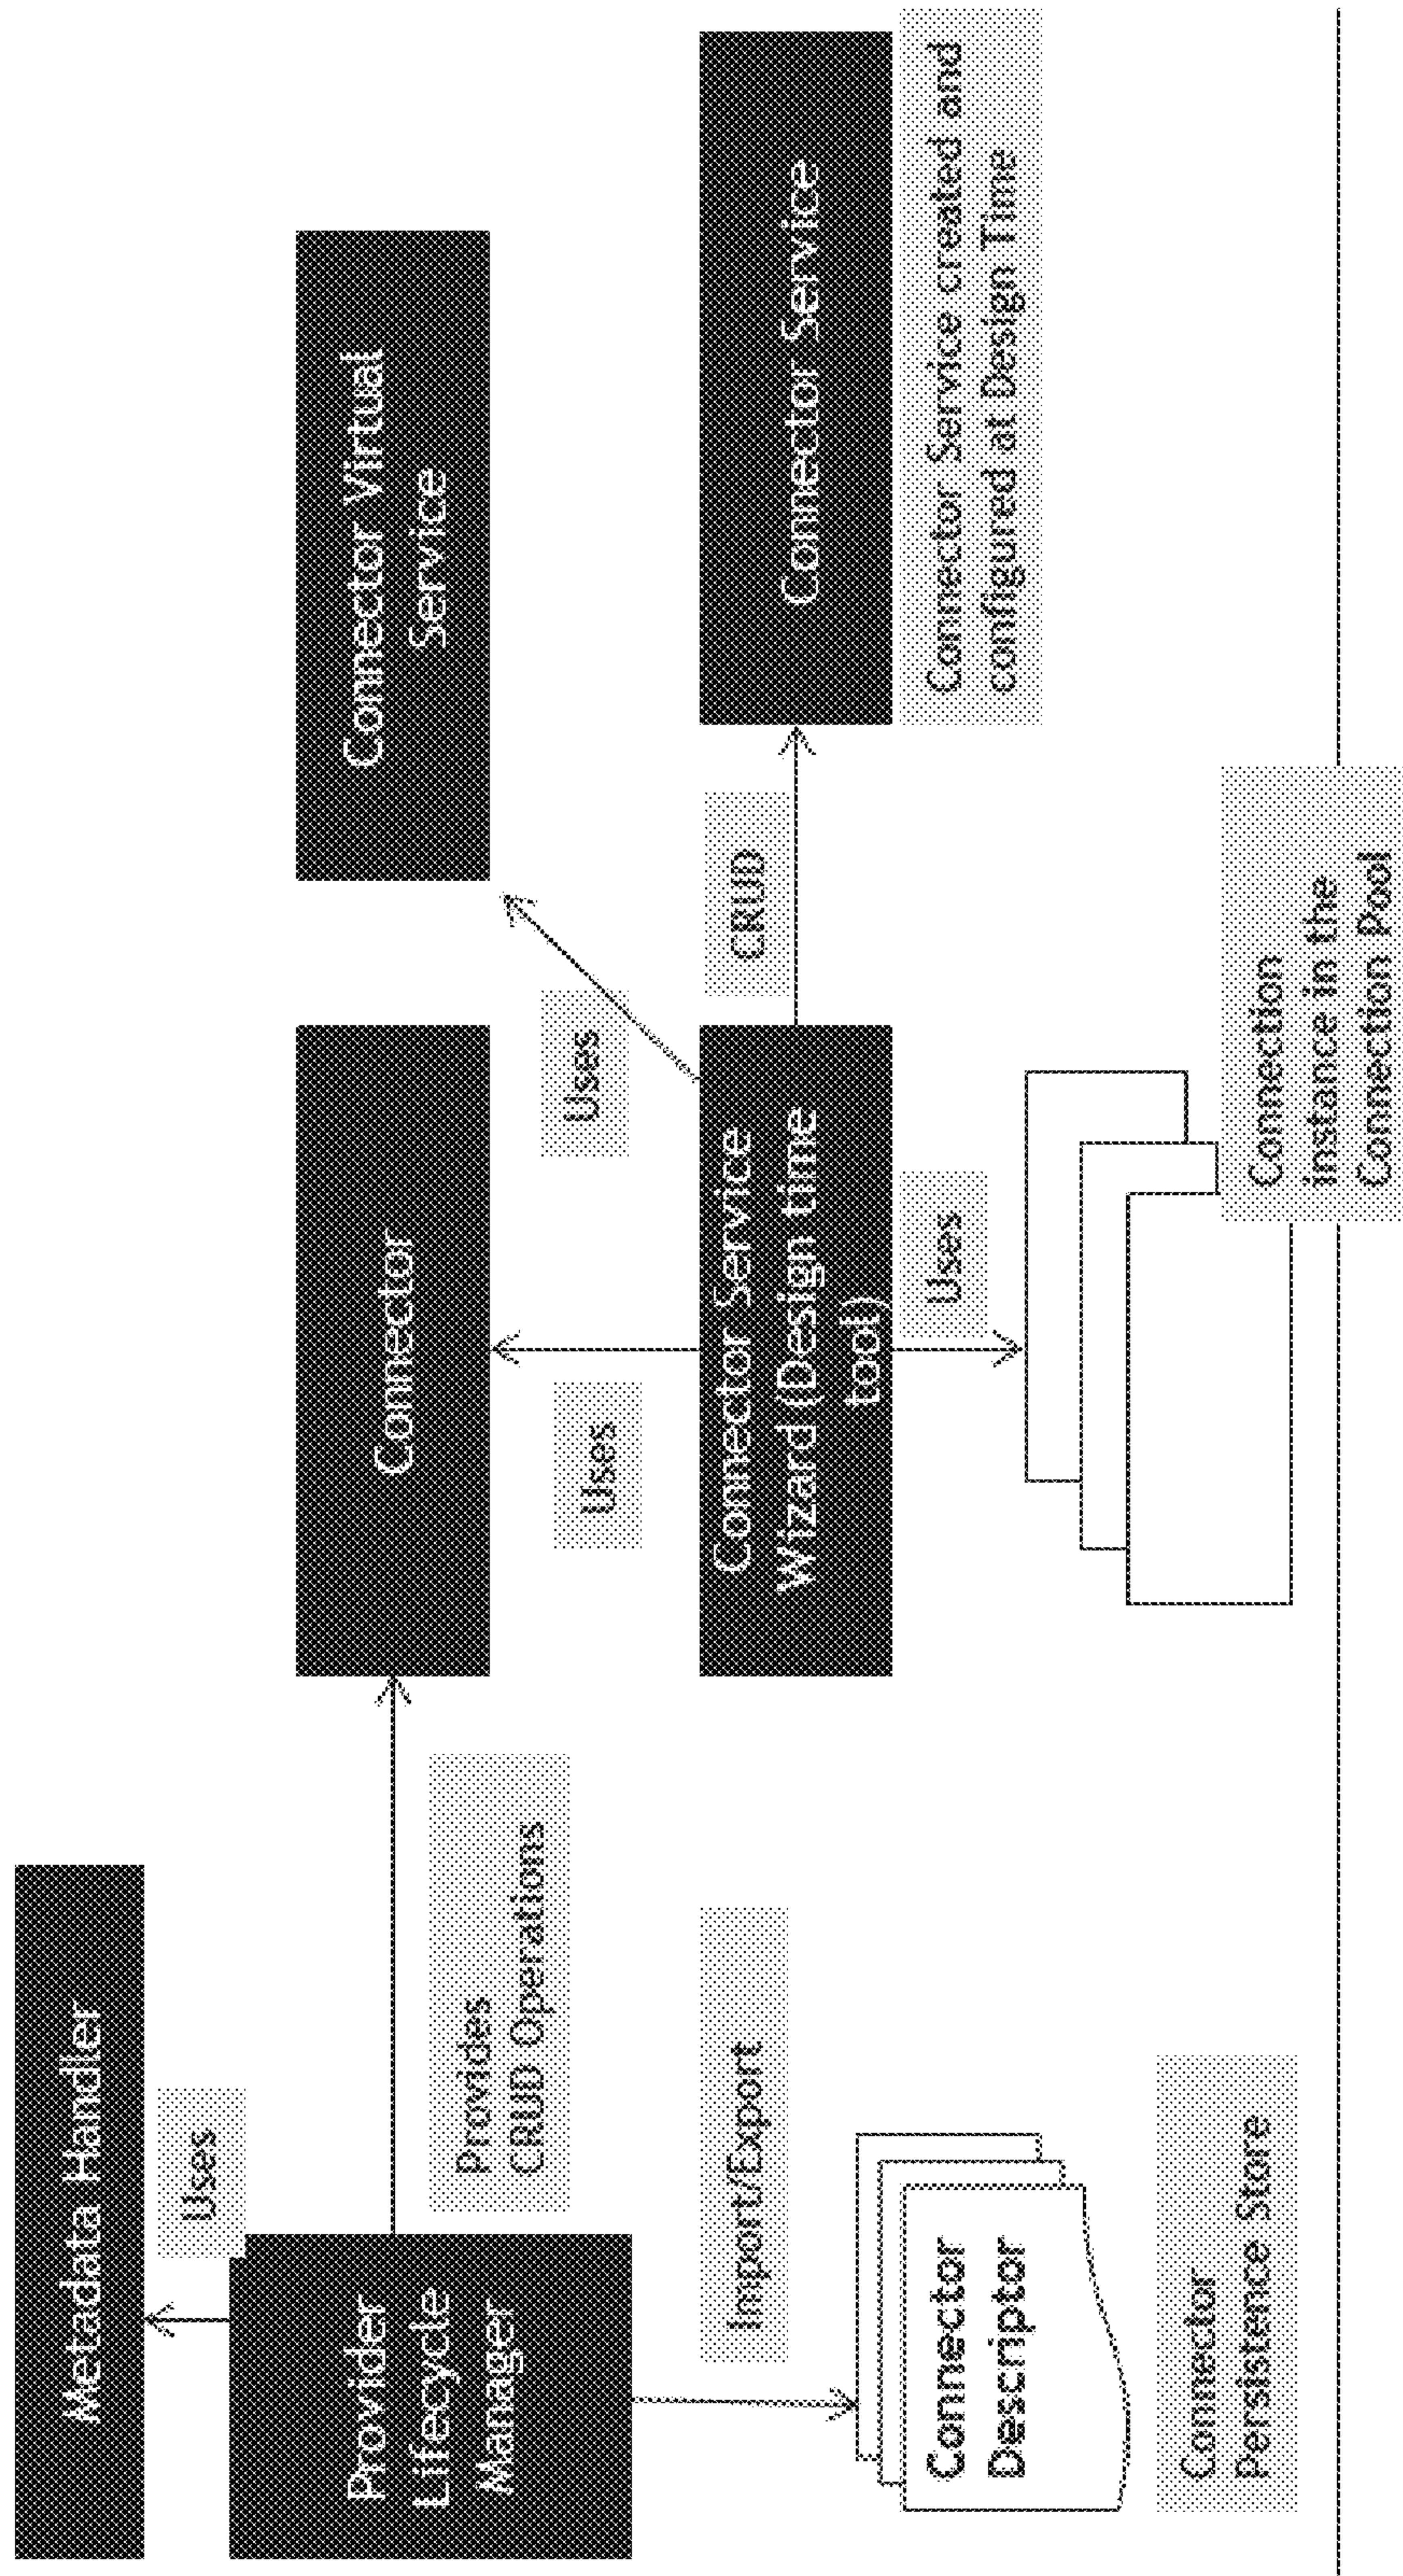 Metadata Handler
Uses
Provider
Lifecycle
Manager
Provides
CRUD Operations
Connector
Connector Virtual
Service
Import/Export
Uses
Uses
Connector Service
Wizard (Design time
tool)
CRUD
Connector Service
Connector Service created and
configured at Design Time
Uses
Connector
Descriptor
Connector
Persistence Store
Connection
instance in the
Connection Pool